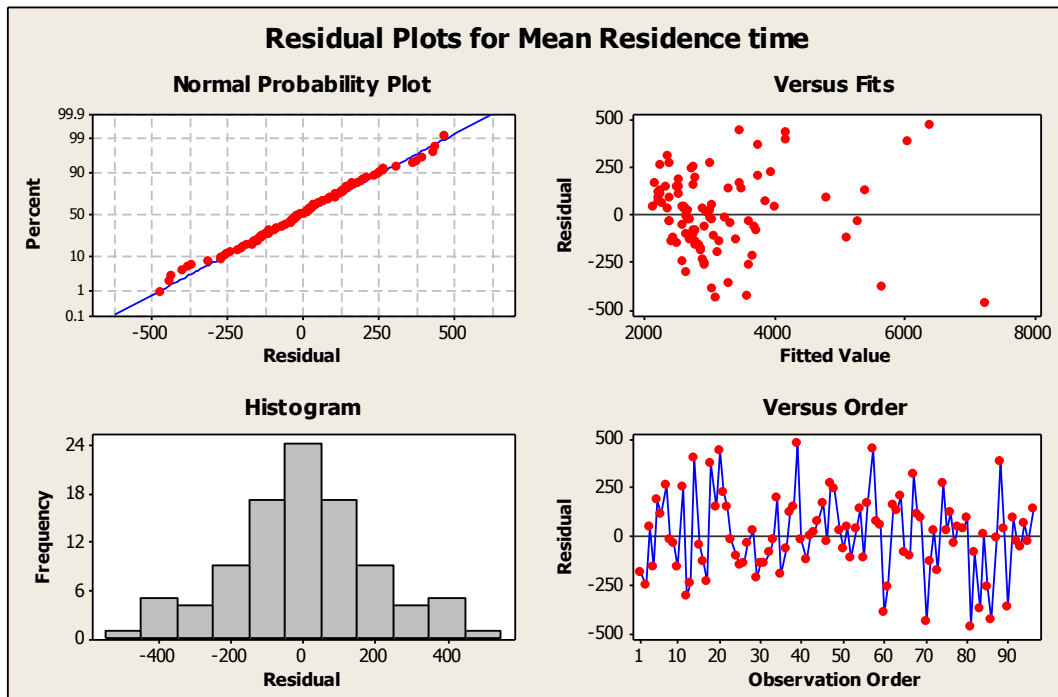 Residual Plots for Mean Residence time
Normal Probability Plot
99.9
99
90
50
10
1
0.1
Percent
-500 -250 0 250 500
Residual
Versus Fits
500
250
0
-250
-500
Residual
2000 4000 6000 8000
Fitted Value
Histogram
24
18
12
6
0
Frequency
-400 -200 0 200 400
Residual
Versus Order
500
250
0
-250
-500
Residual
1 10 20 30 40 50 60 70 80 90
Observation Order